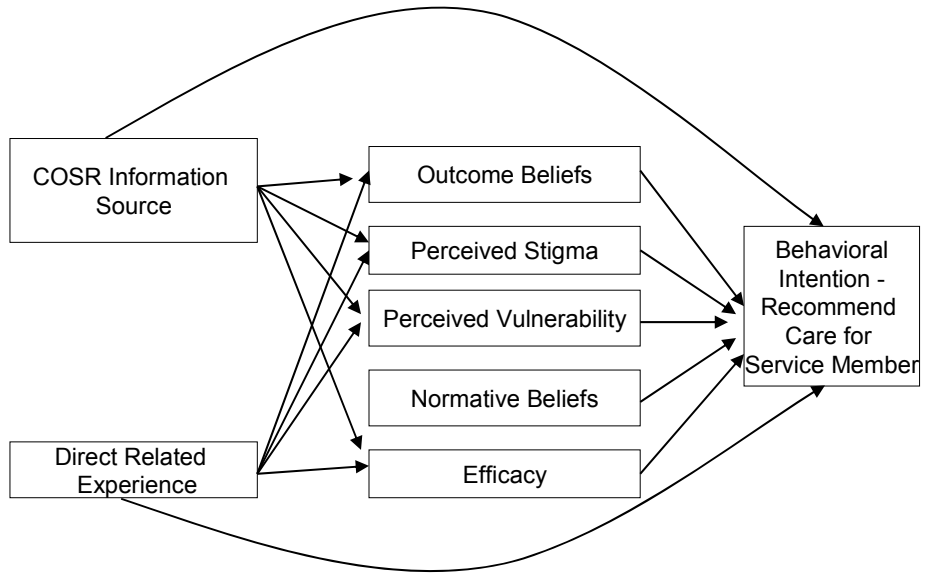 COSR Information
Source
Outcome Beliefs
Perceived Stigma
Perceived Vulnerability
Normative Beliefs
Efficacy
Direct Related
Experience
Behavioral
Intention -
Recommend
Care for
Service Member